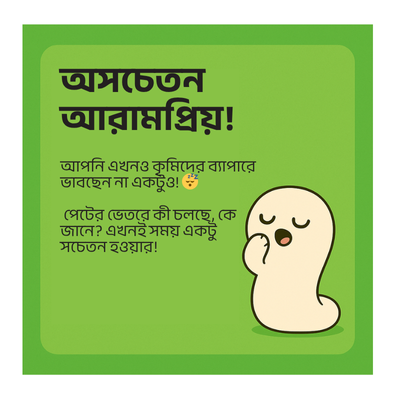 অসচেতন
আরামপ্রিয়!
আপনি এখনও কৃমিদের ব্যাপারে
ভাবছেন না একটুও! 😴
পেটের ভেতরে কী চলছে, কে
জানে? এখনই সময় একটু
সচেতন হওয়ার!